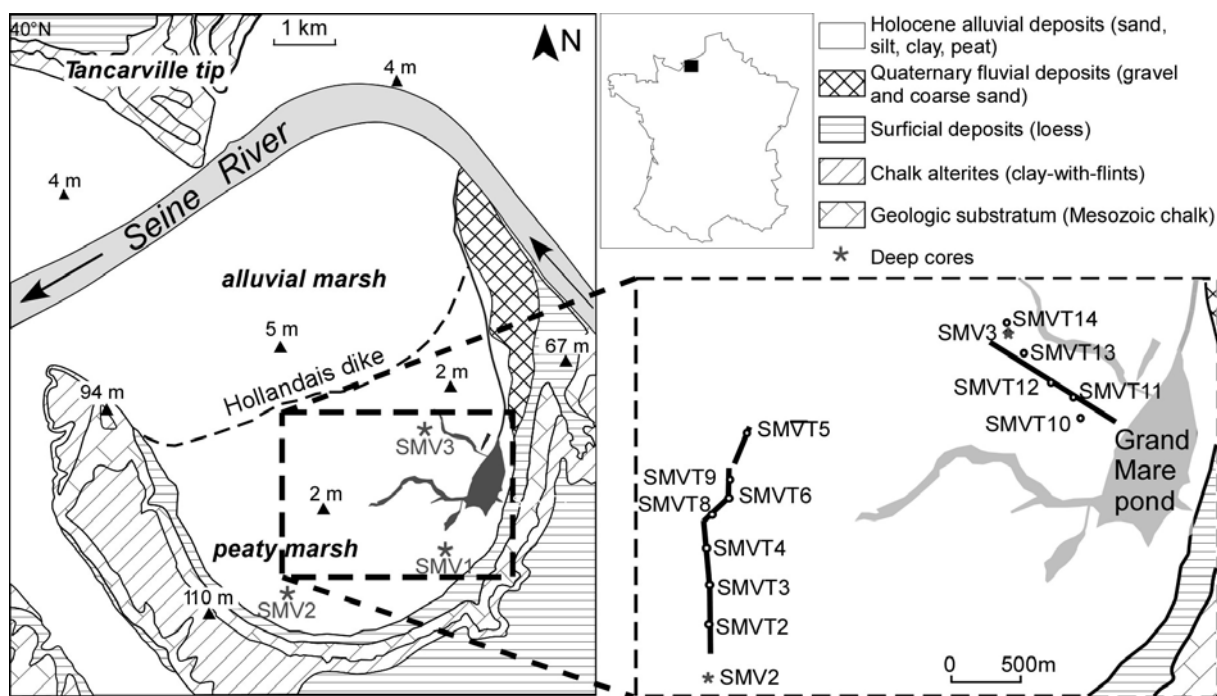 40°N
1 km
N
Tancarville tip
4 m
4 m
Seine River
alluvial marsh
5 m
Hollandais dike
67 m
2 m
94 m
SMV3
2 m
peaty marsh
SMV1
110 m
SMV2
Holocene alluvial deposits (sand,
silt, clay, peat)
Quaternary fluvial deposits (gravel
and coarse sand)
Surficial deposits (loess)
Chalk alterites (clay-with-flints)
Geologic substratum (Mesozoic chalk)
* Deep cores
SMVT14
SMV3
SMVT13
SMVT12
SMVT11
SMVT10
SMVT5
Grand
Mare
pond
SMVT9
SMVT6
SMVT8
SMVT4
SMVT3
SMVT2
0 500m
SMV2